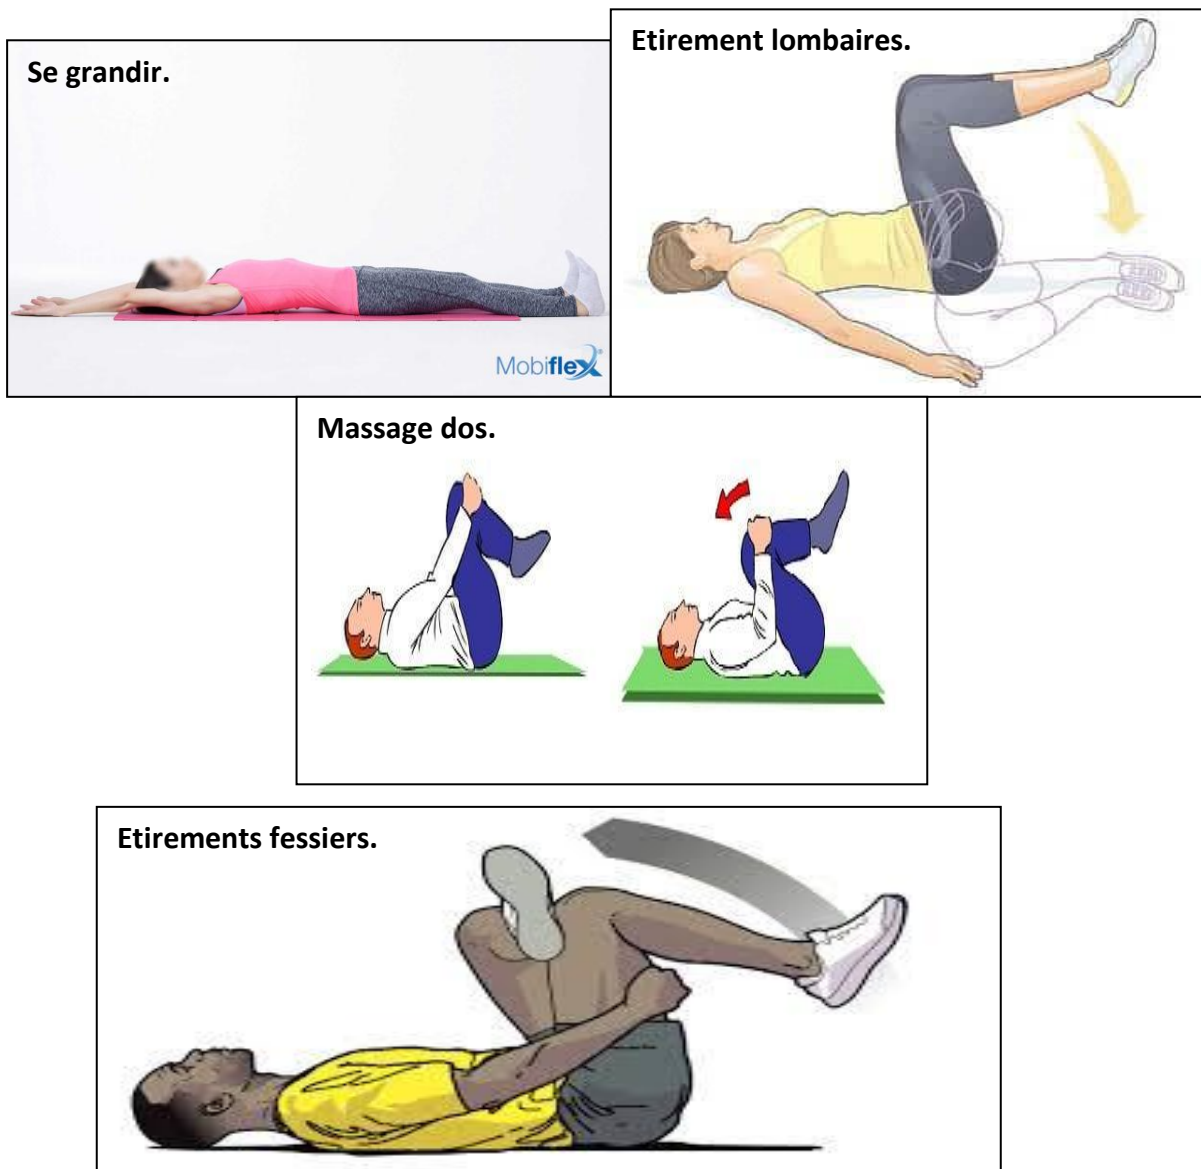 Se grandir.
Etirement lombaires.
Mobiflex
Massage dos.
Etirements fessiers.